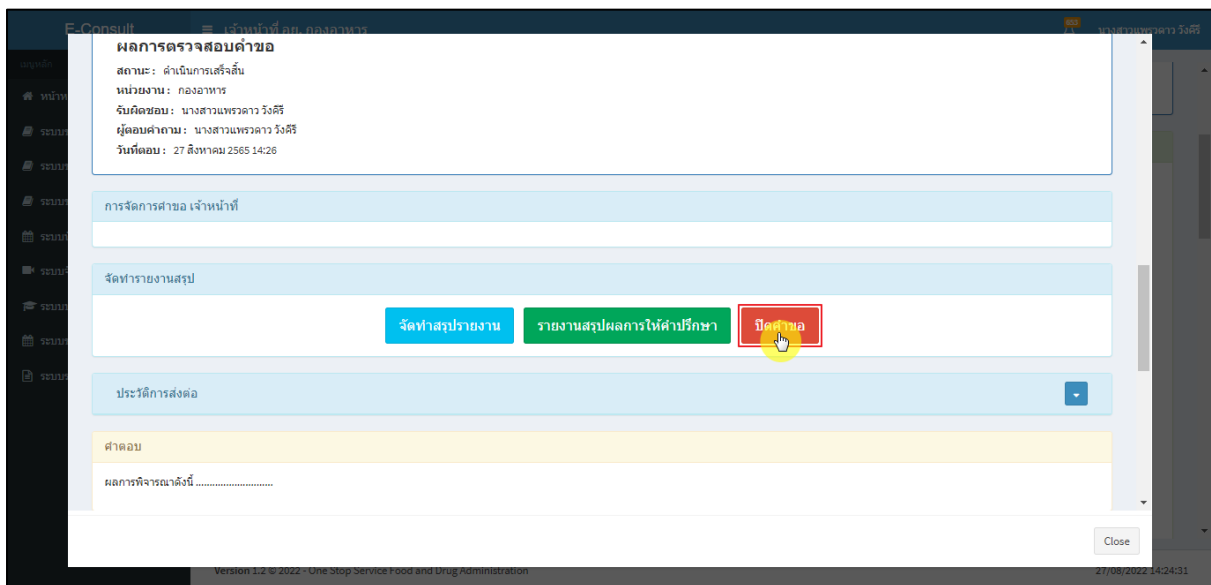 E-Consult
เจ้าหน้าที่ อย. กองอาหาร
653
นางสาวแพรวดาว วังคีรี
เมนูหลัก
ผลการตรวจสอบคำขอ
สถานะ : ดำเนินการเสร็จสิ้น
หน่วยงาน : กองอาหาร
รับผิดชอบ : นางสาวแพรวดาว วังคีรี
ผู้ตอบคำถาม : นางสาวแพรวดาว วังคีรี
วันที่ตอบ : 27 สิงหาคม 2565 14:26
การจัดการคำขอ เจ้าหน้าที่
จัดทำรายงานสรุป
จัดทำสรุปรายงาน
รายงานสรุปผลการให้คำปรึกษา
ปิดคำขอ
ประวัติการส่งต่อ
คำตอบ
ผลการพิจารณาดังนี้ ............................
Close
Version 1.2 © 2022 - One Stop Service Food and Drug Administration
27/08/2022 14:24:31